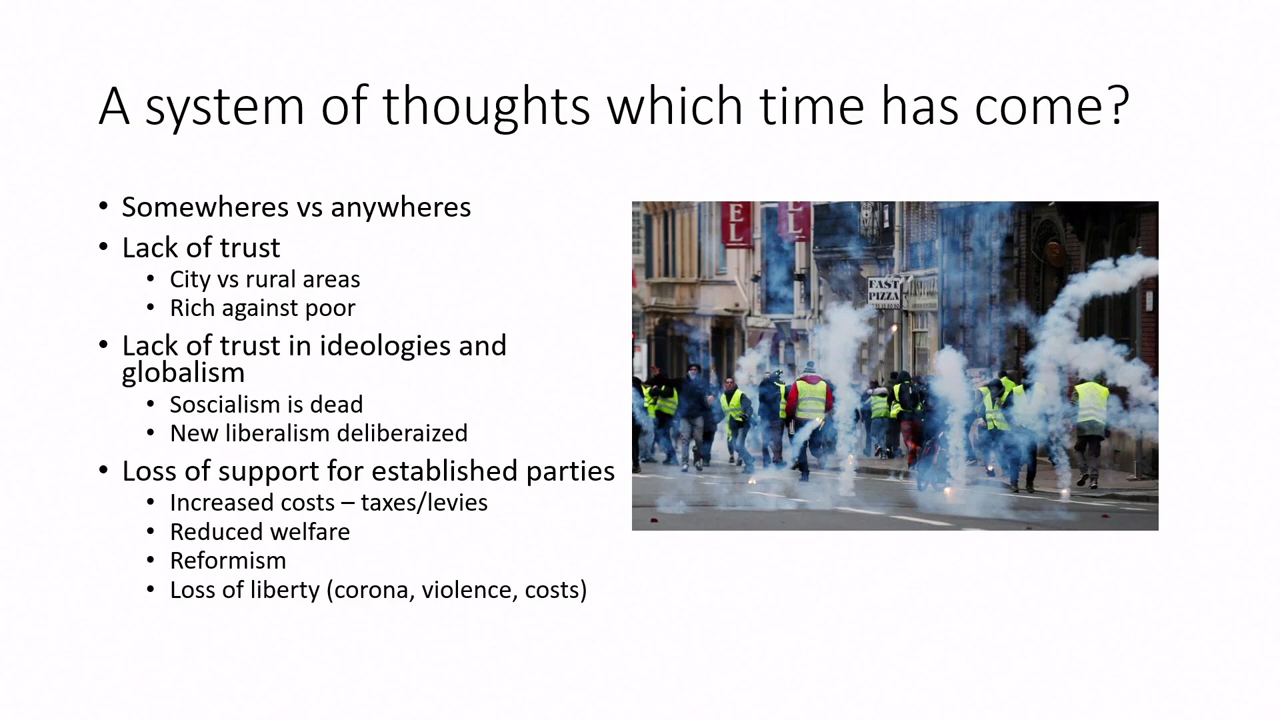 A system of thoughts which time has come?
• Somewheres vs anywheres
• Lack of trust
• City vs rural areas
• Rich against poor
• Lack of trust in ideologies and
globalism
• Soscialism is dead
• New liberalism deliberaized
• Loss of support for established parties
• Increased costs – taxes/levies
• Reduced welfare
• Reformism
• Loss of liberty (corona, violence, costs)
EL
EL
FAST
PIZZA